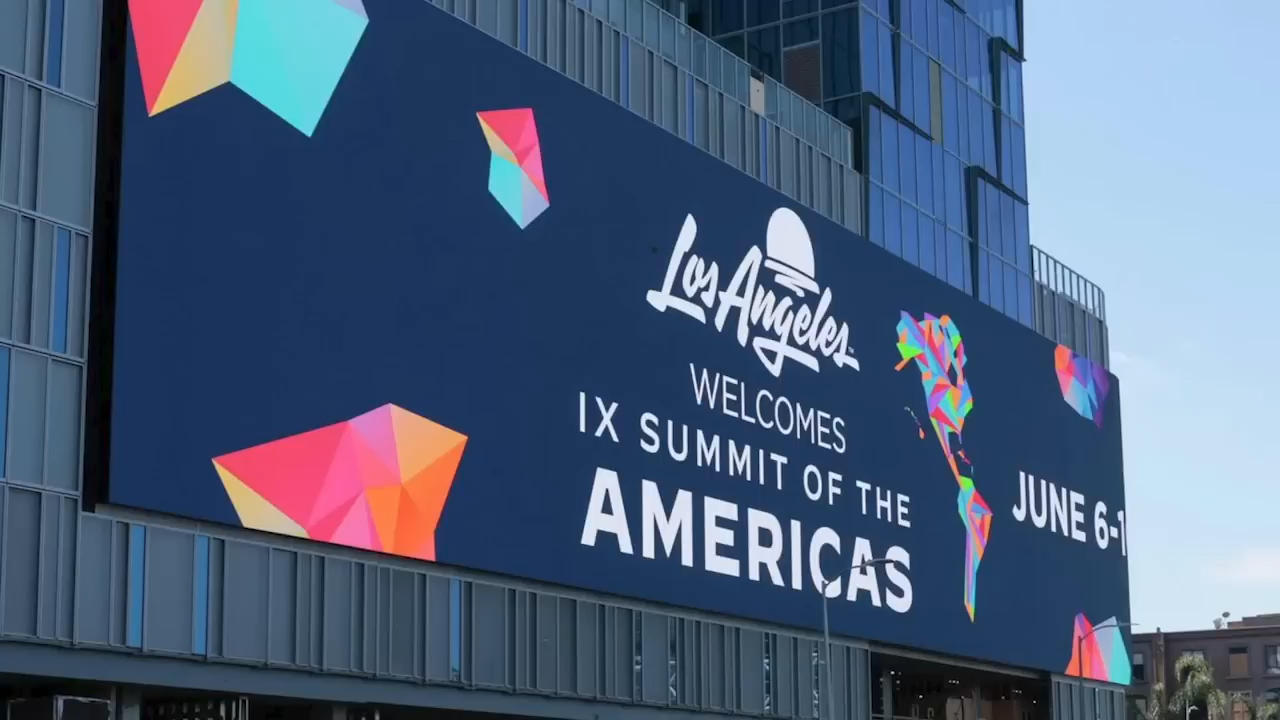 Los Angeles
WELCOMES
IX SUMMIT OF THE
AMERICAS
JUNE 6-1